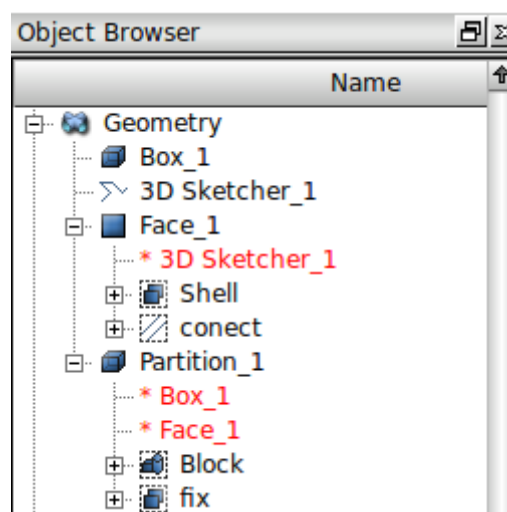 Object Browser
Name
Geometry
Box_1
3D Sketcher_1
Face_1
* 3D Sketcher_1
Shell
conect
Partition_1
* Box_1
* Face_1
Block
fix